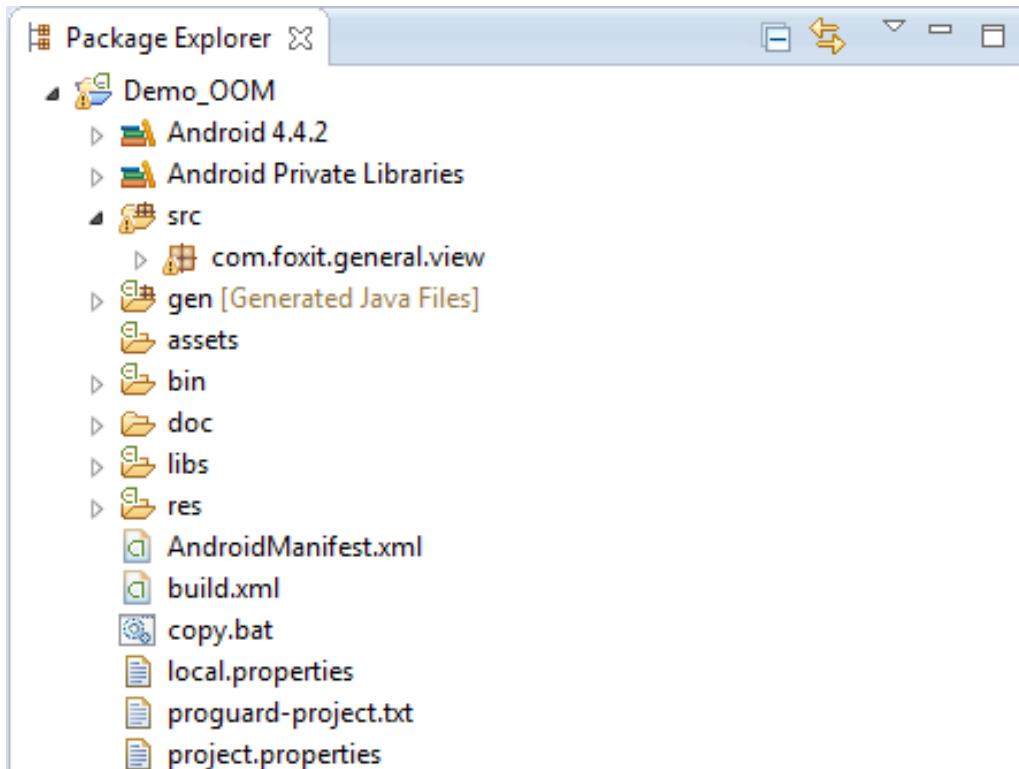 Package Explorer
Demo_OOM
Android 4.4.2
Android Private Libraries
src
com.foxit.general.view
gen [Generated Java Files]
assets
bin
doc
libs
res
AndroidManifest.xml
build.xml
copy.bat
local.properties
proguard-project.txt
project.properties